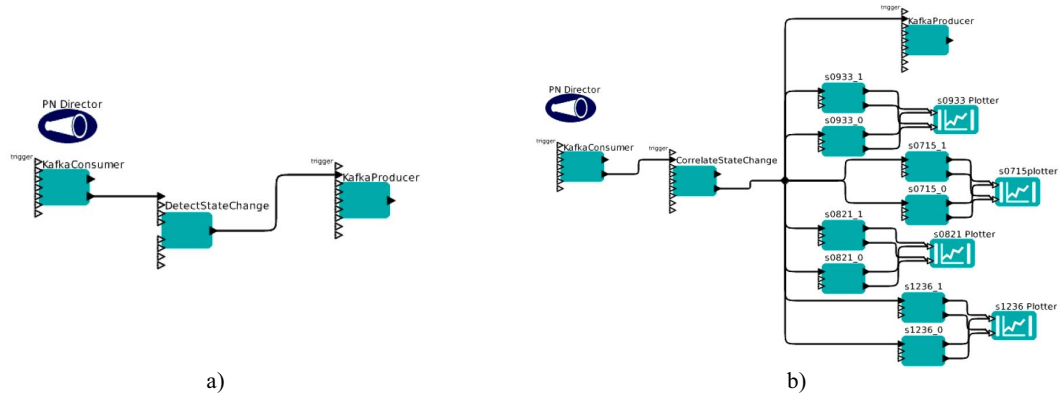 PN Director
trigger
KafkaConsumer
trigger
KafkaProducer
DetectStateChange
a)
trigger
KafkaProducer
PN Director
s0933_1
s0933 Plotter
s0933_0
trigger
KafkaConsumer
trigger
CorrelateStateChange
s0715_1
s0715plotter
s0715_0
s0821_1
s0821 Plotter
s0821_0
s1236_1
s1236 Plotter
s1236_0
b)